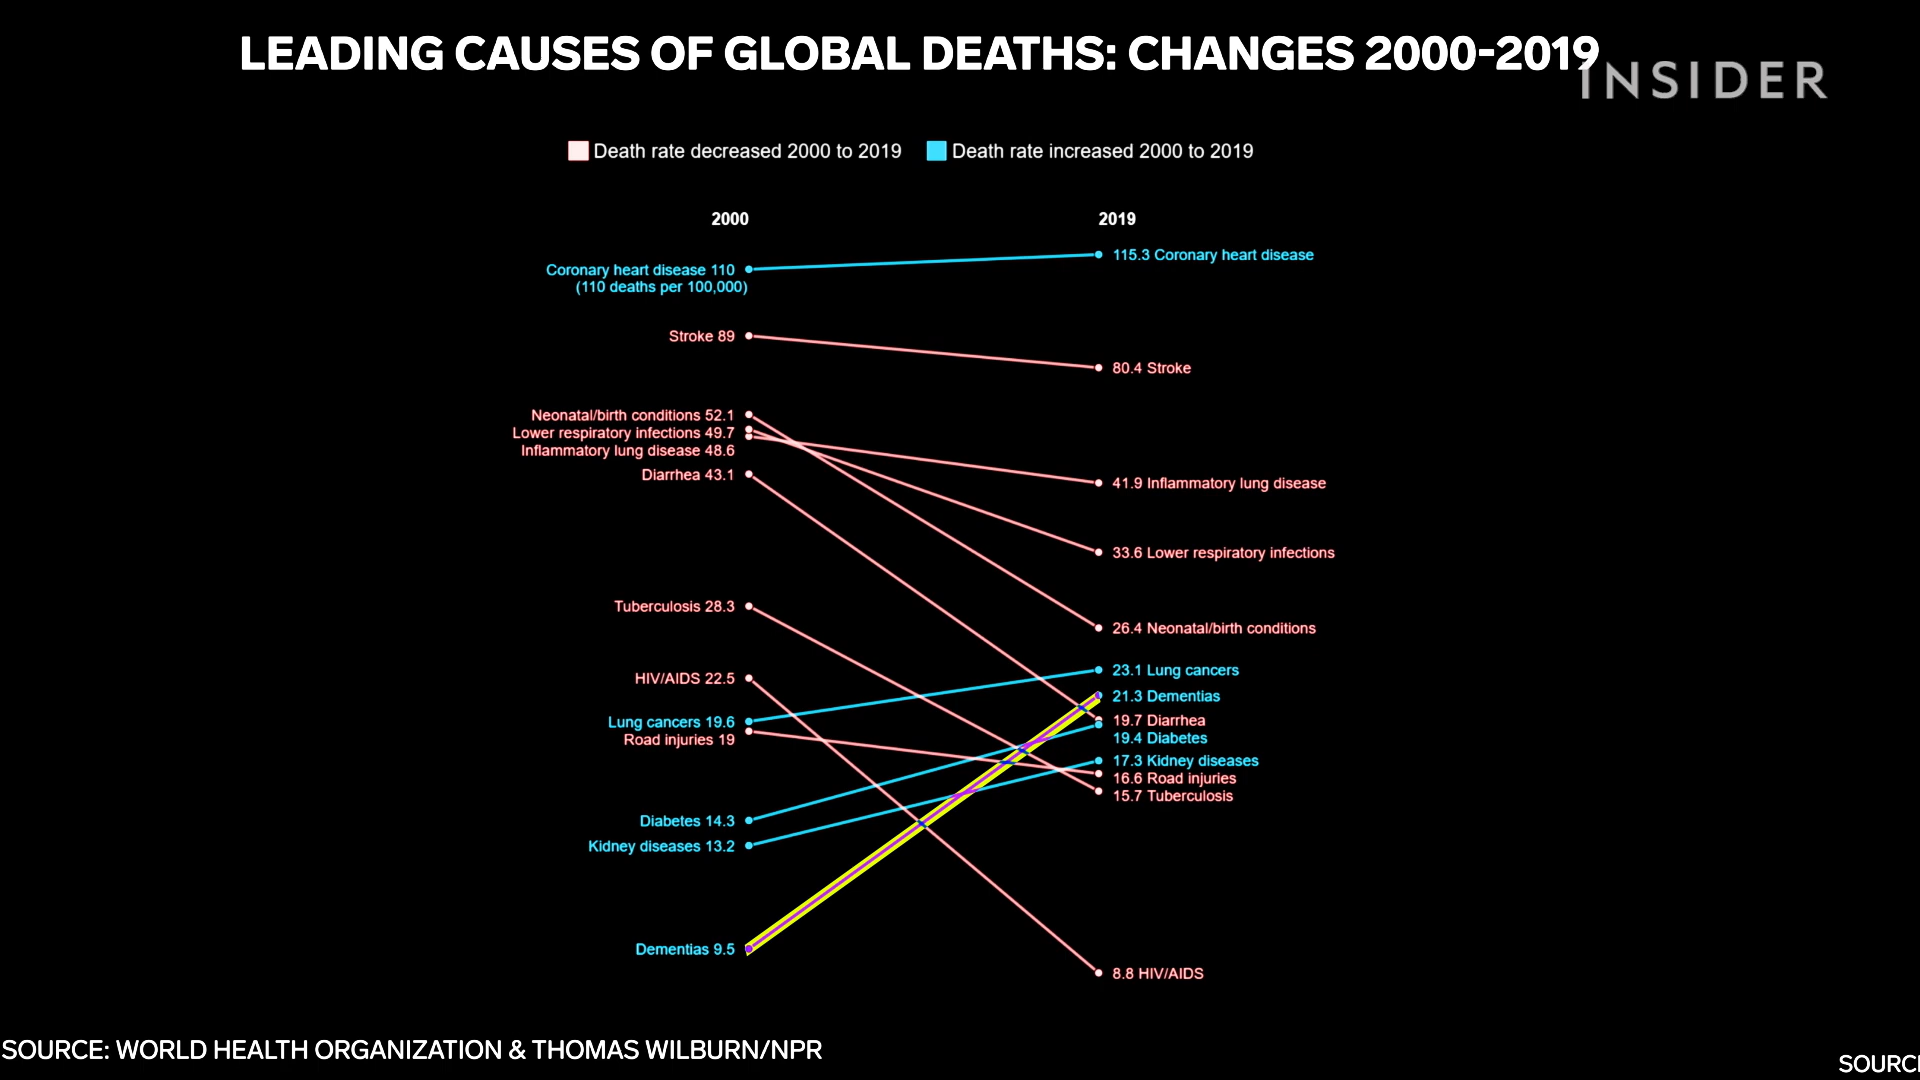 LEADING CAUSES OF GLOBAL DEATHS: CHANGES 2000-2019
INSIDER
Death rate decreased 2000 to 2019
Death rate increased 2000 to 2019
2000
2019
Coronary heart disease 110
(110 deaths per 100,000)
Stroke 89
Neonatal/birth conditions 52.1
Lower respiratory infections 49.7
Inflammatory lung disease 48.6
Diarrhea 43.1
Tuberculosis 28.3
HIV/AIDS 22.5
Lung cancers 19.6
Road injuries 19
Diabetes 14.3
Kidney diseases 13.2
Dementias 9.5
115.3 Coronary heart disease
80.4 Stroke
41.9 Inflammatory lung disease
33.6 Lower respiratory infections
26.4 Neonatal/birth conditions
23.1 Lung cancers
21.3 Dementias
19.7 Diarrhea
19.4 Diabetes
17.3 Kidney diseases
16.6 Road injuries
15.7 Tuberculosis
8.8 HIV/AIDS
SOURCE: WORLD HEALTH ORGANIZATION & THOMAS WILBURN/NPR